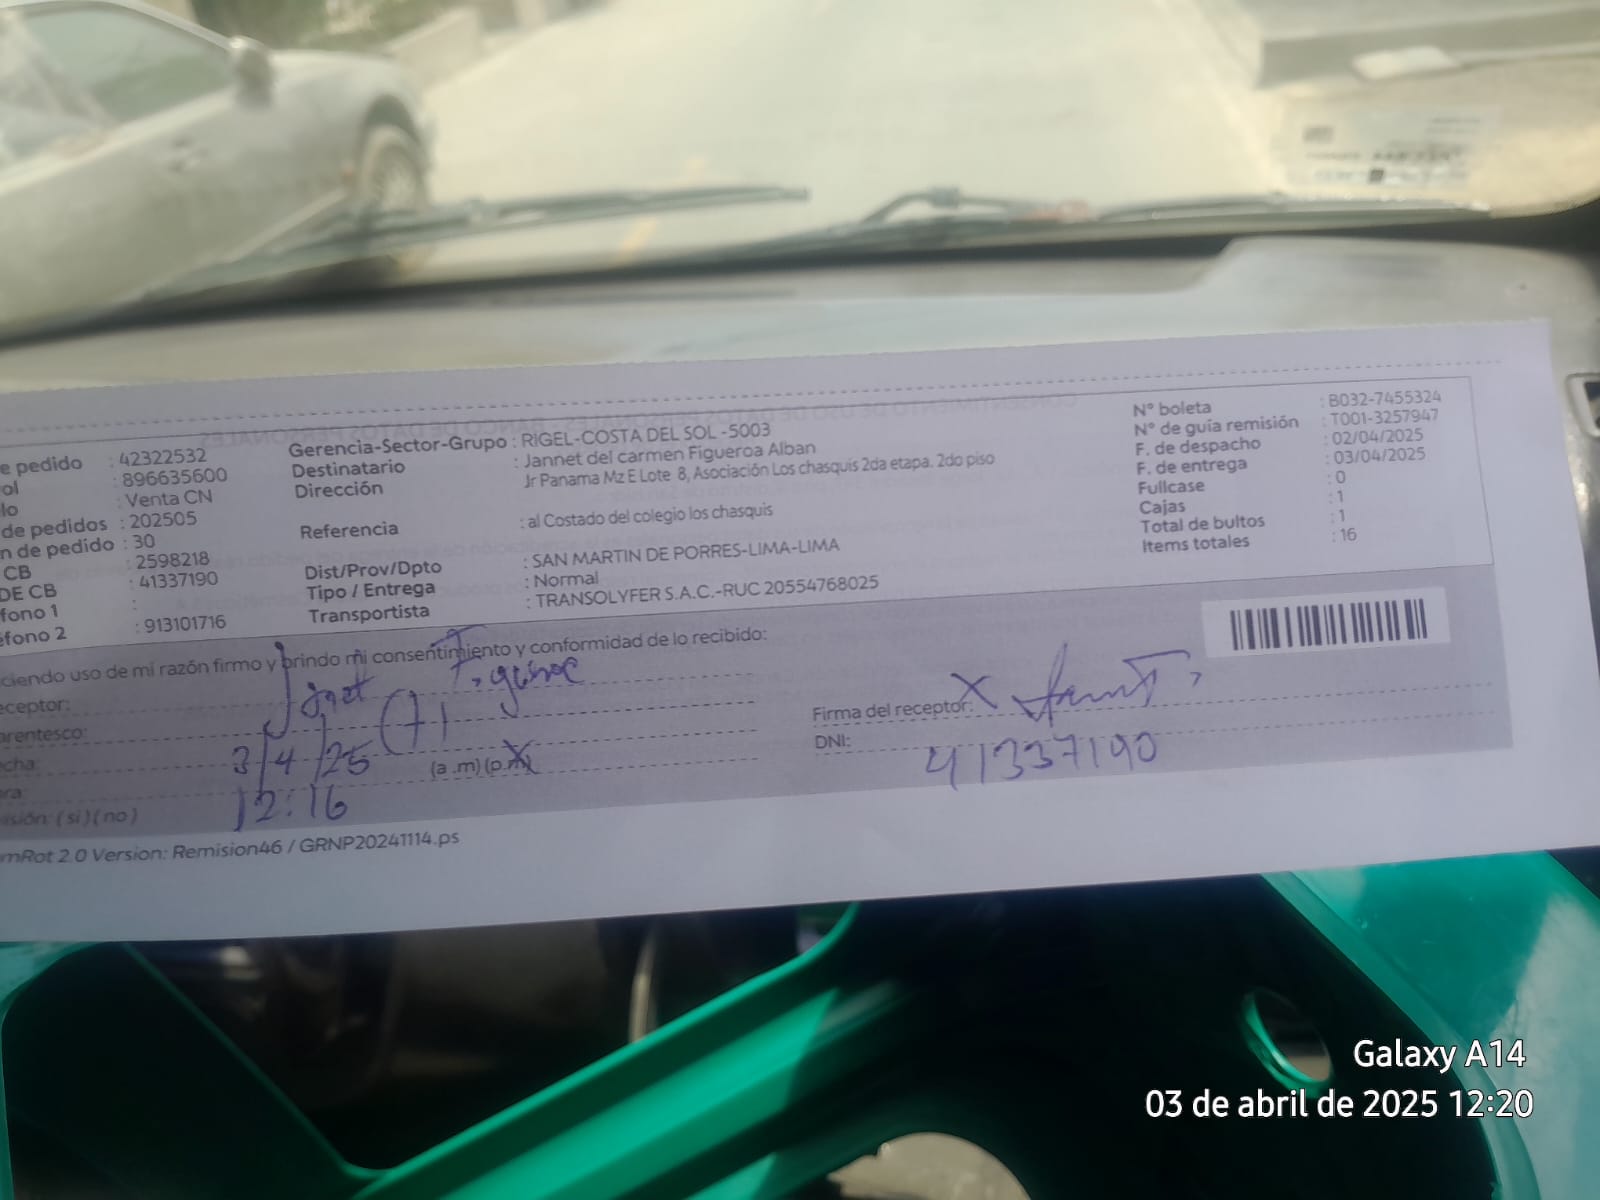 e pedido : 42322532
ol : 896635600
lo : Venta CN
de pedidos : 202505
n de pedido : 30
CB : 2598218
DE CB : 41337190
fono 1 :
éfono 2 : 913101716
Gerencia-Sector-Grupo : RIGEL-COSTA DEL SOL -5003
Destinatario : Jannet del carmen Figueroa Alban
Dirección : Jr Panama Mz E Lote 8, Asociación Los chasquis 2da etapa. 2do piso
Referencia : al Costado del colegio los chasquis
Dist/Prov/Dpto : SAN MARTIN DE PORRES-LIMA-LIMA
Tipo / Entrega : Normal
Transportista : TRANSOLYFER S.A.C.-RUC 20554768025
N° boleta : B032-7455324
N° de guía remisión : T001-3257947
F. de despacho : 02/04/2025
F. de entrega : 03/04/2025
Fullcase : 0
Cajas : 1
Total de bultos : 1
Items totales : 16
ciendo uso de mi razón firmo y brindo mi consentimiento y conformidad de lo recibido:
eceptor:
arentesco: (T)
echa: 3/4/25 (a .m) (p.m)
ora: 12:16
isión: ( si ) ( no )
Firma del receptor: X
DNI: 41337190
mRot 2.0 Version: Remision46 / GRNP20241114.ps
Galaxy A14
03 de abril de 2025 12:20